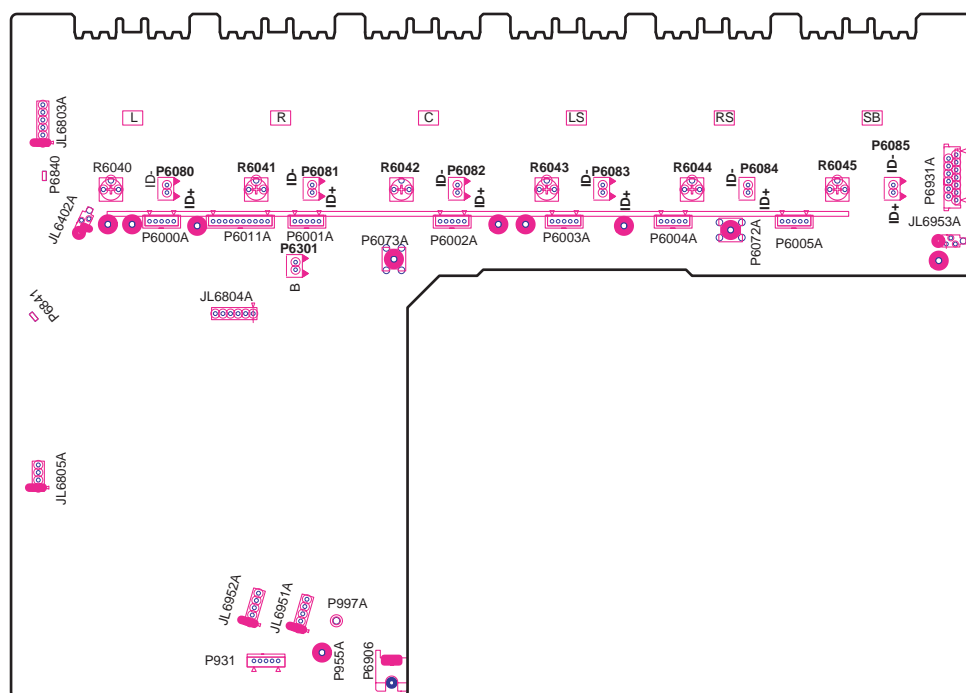 L R C LS RS SB
JL6803A
P6840
JL6402A
R6040 ID- P6080 ID+
R6041 ID- P6081 ID+
R6042 ID- P6082 ID+
R6043 ID- P6083 ID+
R6044 ID- P6084 ID+
R6045 P6085 ID- ID+
P6931A
JL6953A
P6000A P6011A P6001A P6073A P6002A P6003A P6004A P6072A P6005A
P6301
B
P6841
JL6804A
JL6805A
JL6952A
JL6951A
P997A
P931
P955A
P6906